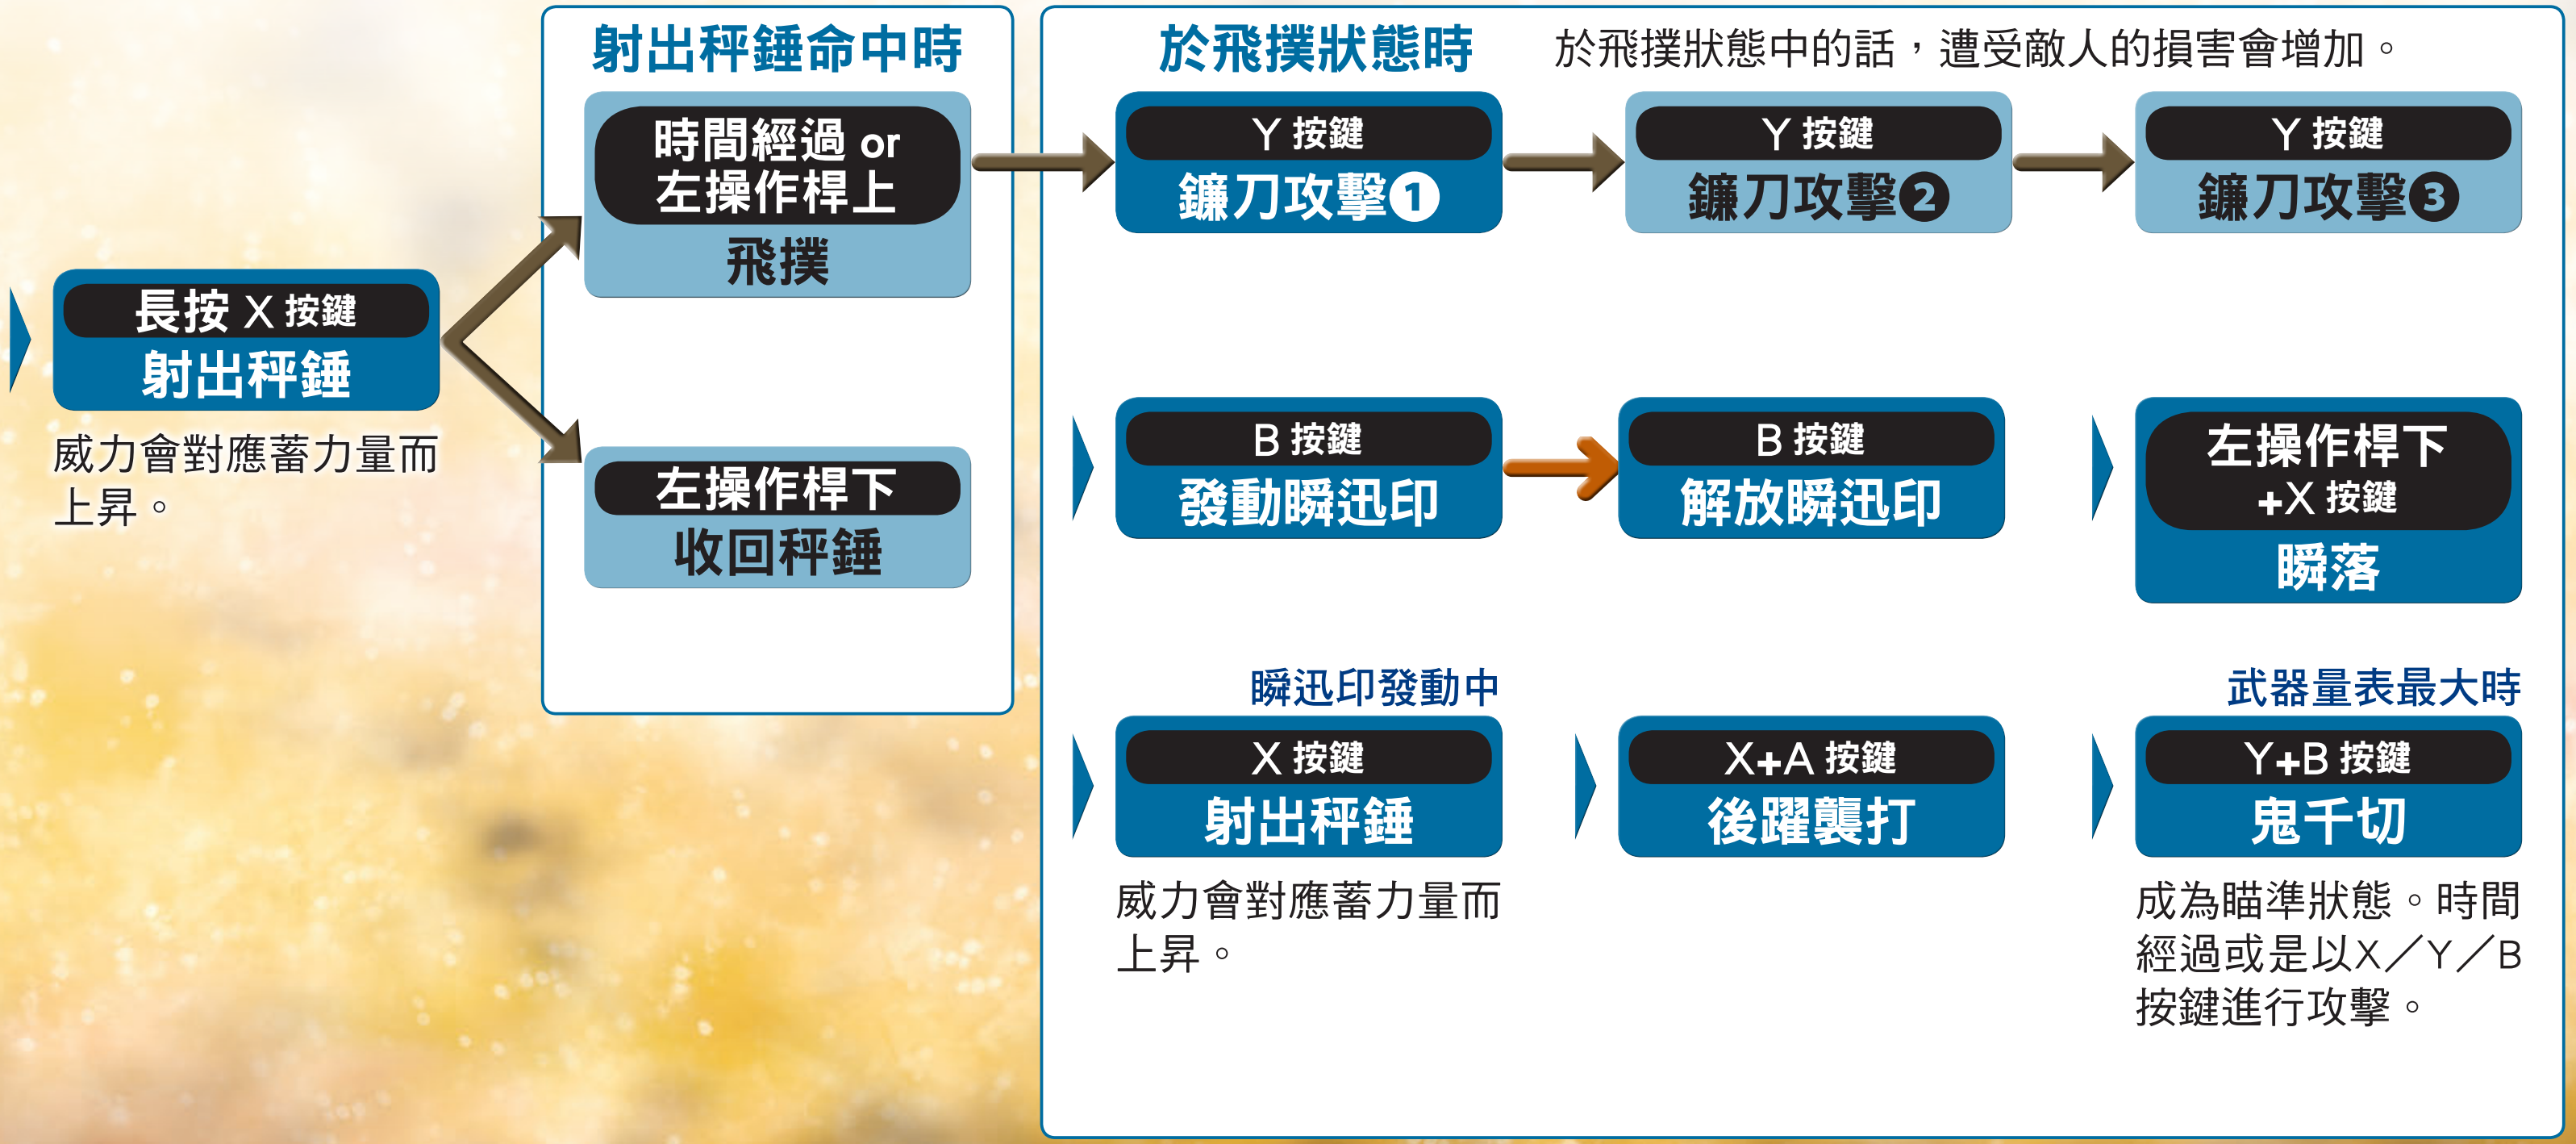 長按 X 按鍵
射出秤錘
威力會對應蓄力量而
上昇。
射出秤錘命中時
時間經過 or
左操作桿上
飛撲
左操作桿下
收回秤錘
於飛撲狀態時
於飛撲狀態中的話，遭受敵人的損害會增加。
Y 按鍵
鐮刀攻擊❶
Y 按鍵
鐮刀攻擊❷
Y 按鍵
鐮刀攻擊❸
B 按鍵
發動瞬迅印
B 按鍵
解放瞬迅印
左操作桿下
+X 按鍵
瞬落
瞬迅印發動中
X 按鍵
射出秤錘
威力會對應蓄力量而
上昇。
X+A 按鍵
後躍襲打
武器量表最大時
Y+B 按鍵
鬼千切
成為瞄準狀態。時間
經過或是以X／Y／B
按鍵進行攻擊。